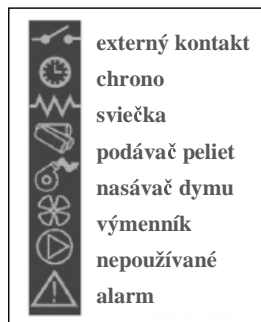 externý kontakt
chrono
sviečka
podávač peliet
nasávač dymu
výmenník
nepoužívané
alarm